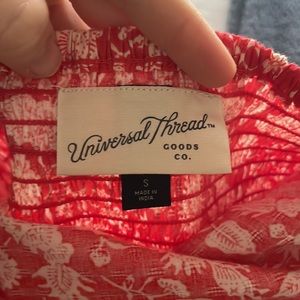 Universal Thread™
GOODS
CO.
S
MADE IN
INDIA